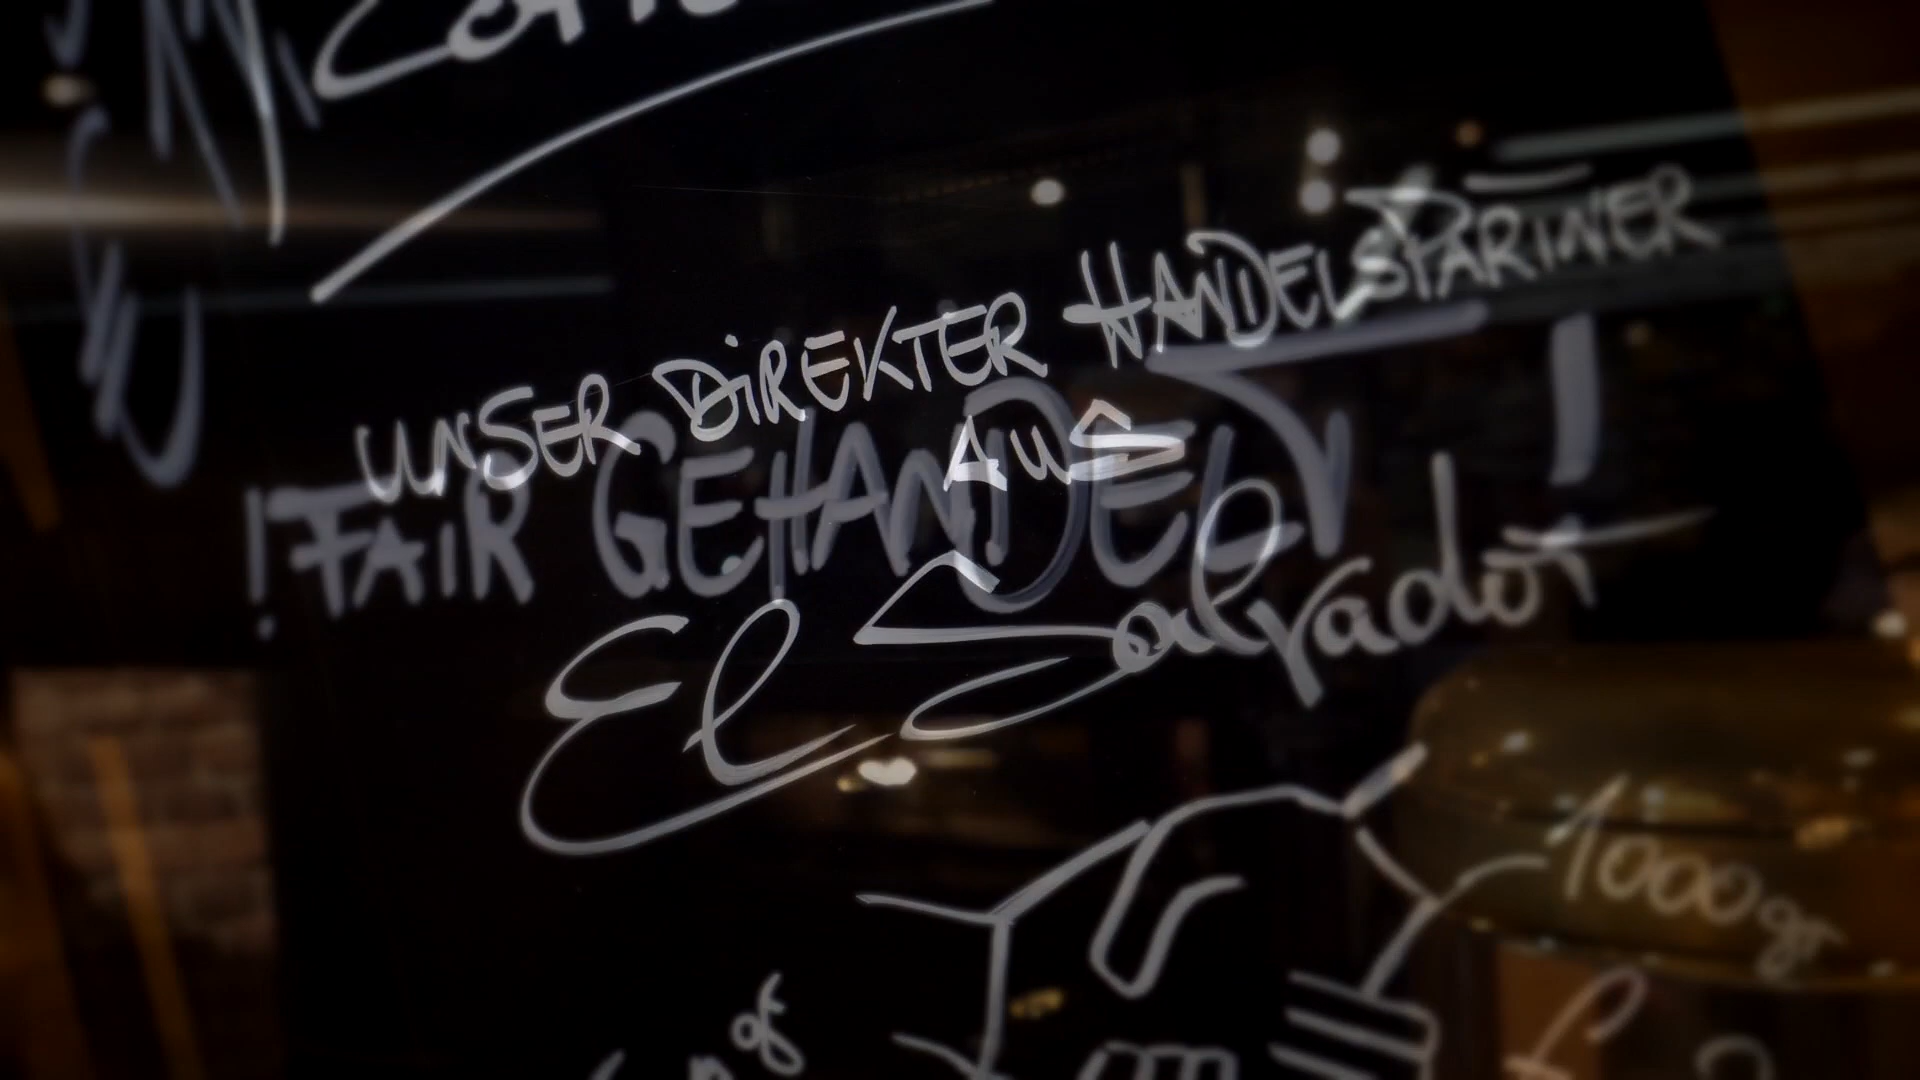 UNSER DIREKTER HANDELSPARTNER
AUS
! FAIR GEHANDELT !
El Salvador
1000gr